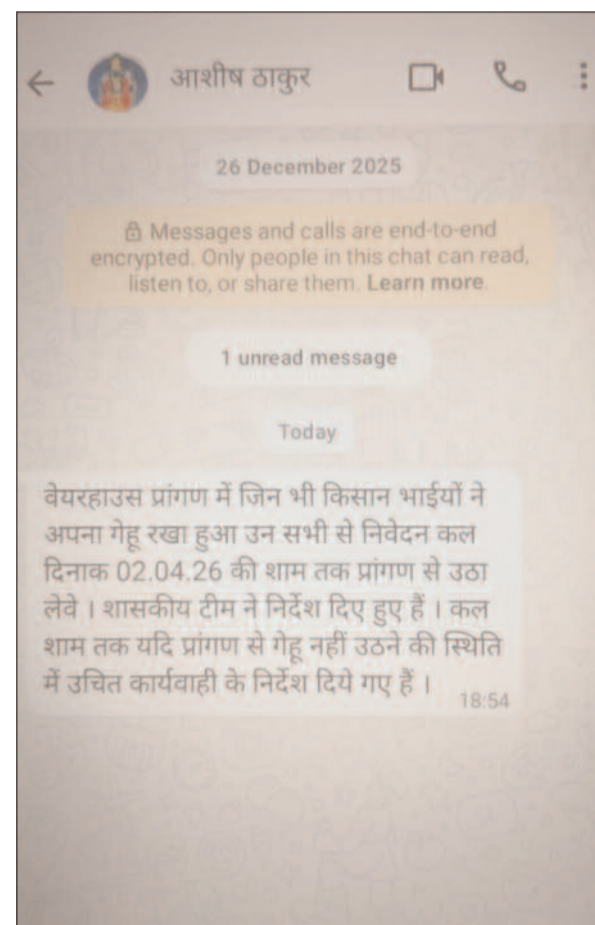 आशीष ठाकुर
26 December 2025
Messages and calls are end-to-end
encrypted. Only people in this chat can read,
listen to, or share them. Learn more.
1 unread message
Today
वेयरहाउस प्रांगण में जिन भी किसान भाईयों ने
अपना गेहू रखा हुआ उन सभी से निवेदन कल
दिनाक 02.04.26 की शाम तक प्रांगण से उठा
लेवे । शासकीय टीम ने निर्देश दिए हुए हैं । कल
शाम तक यदि प्रांगण से गेहू नहीं उठने की स्थिति
में उचित कार्यवाही के निर्देश दिये गए हैं ।
18:54